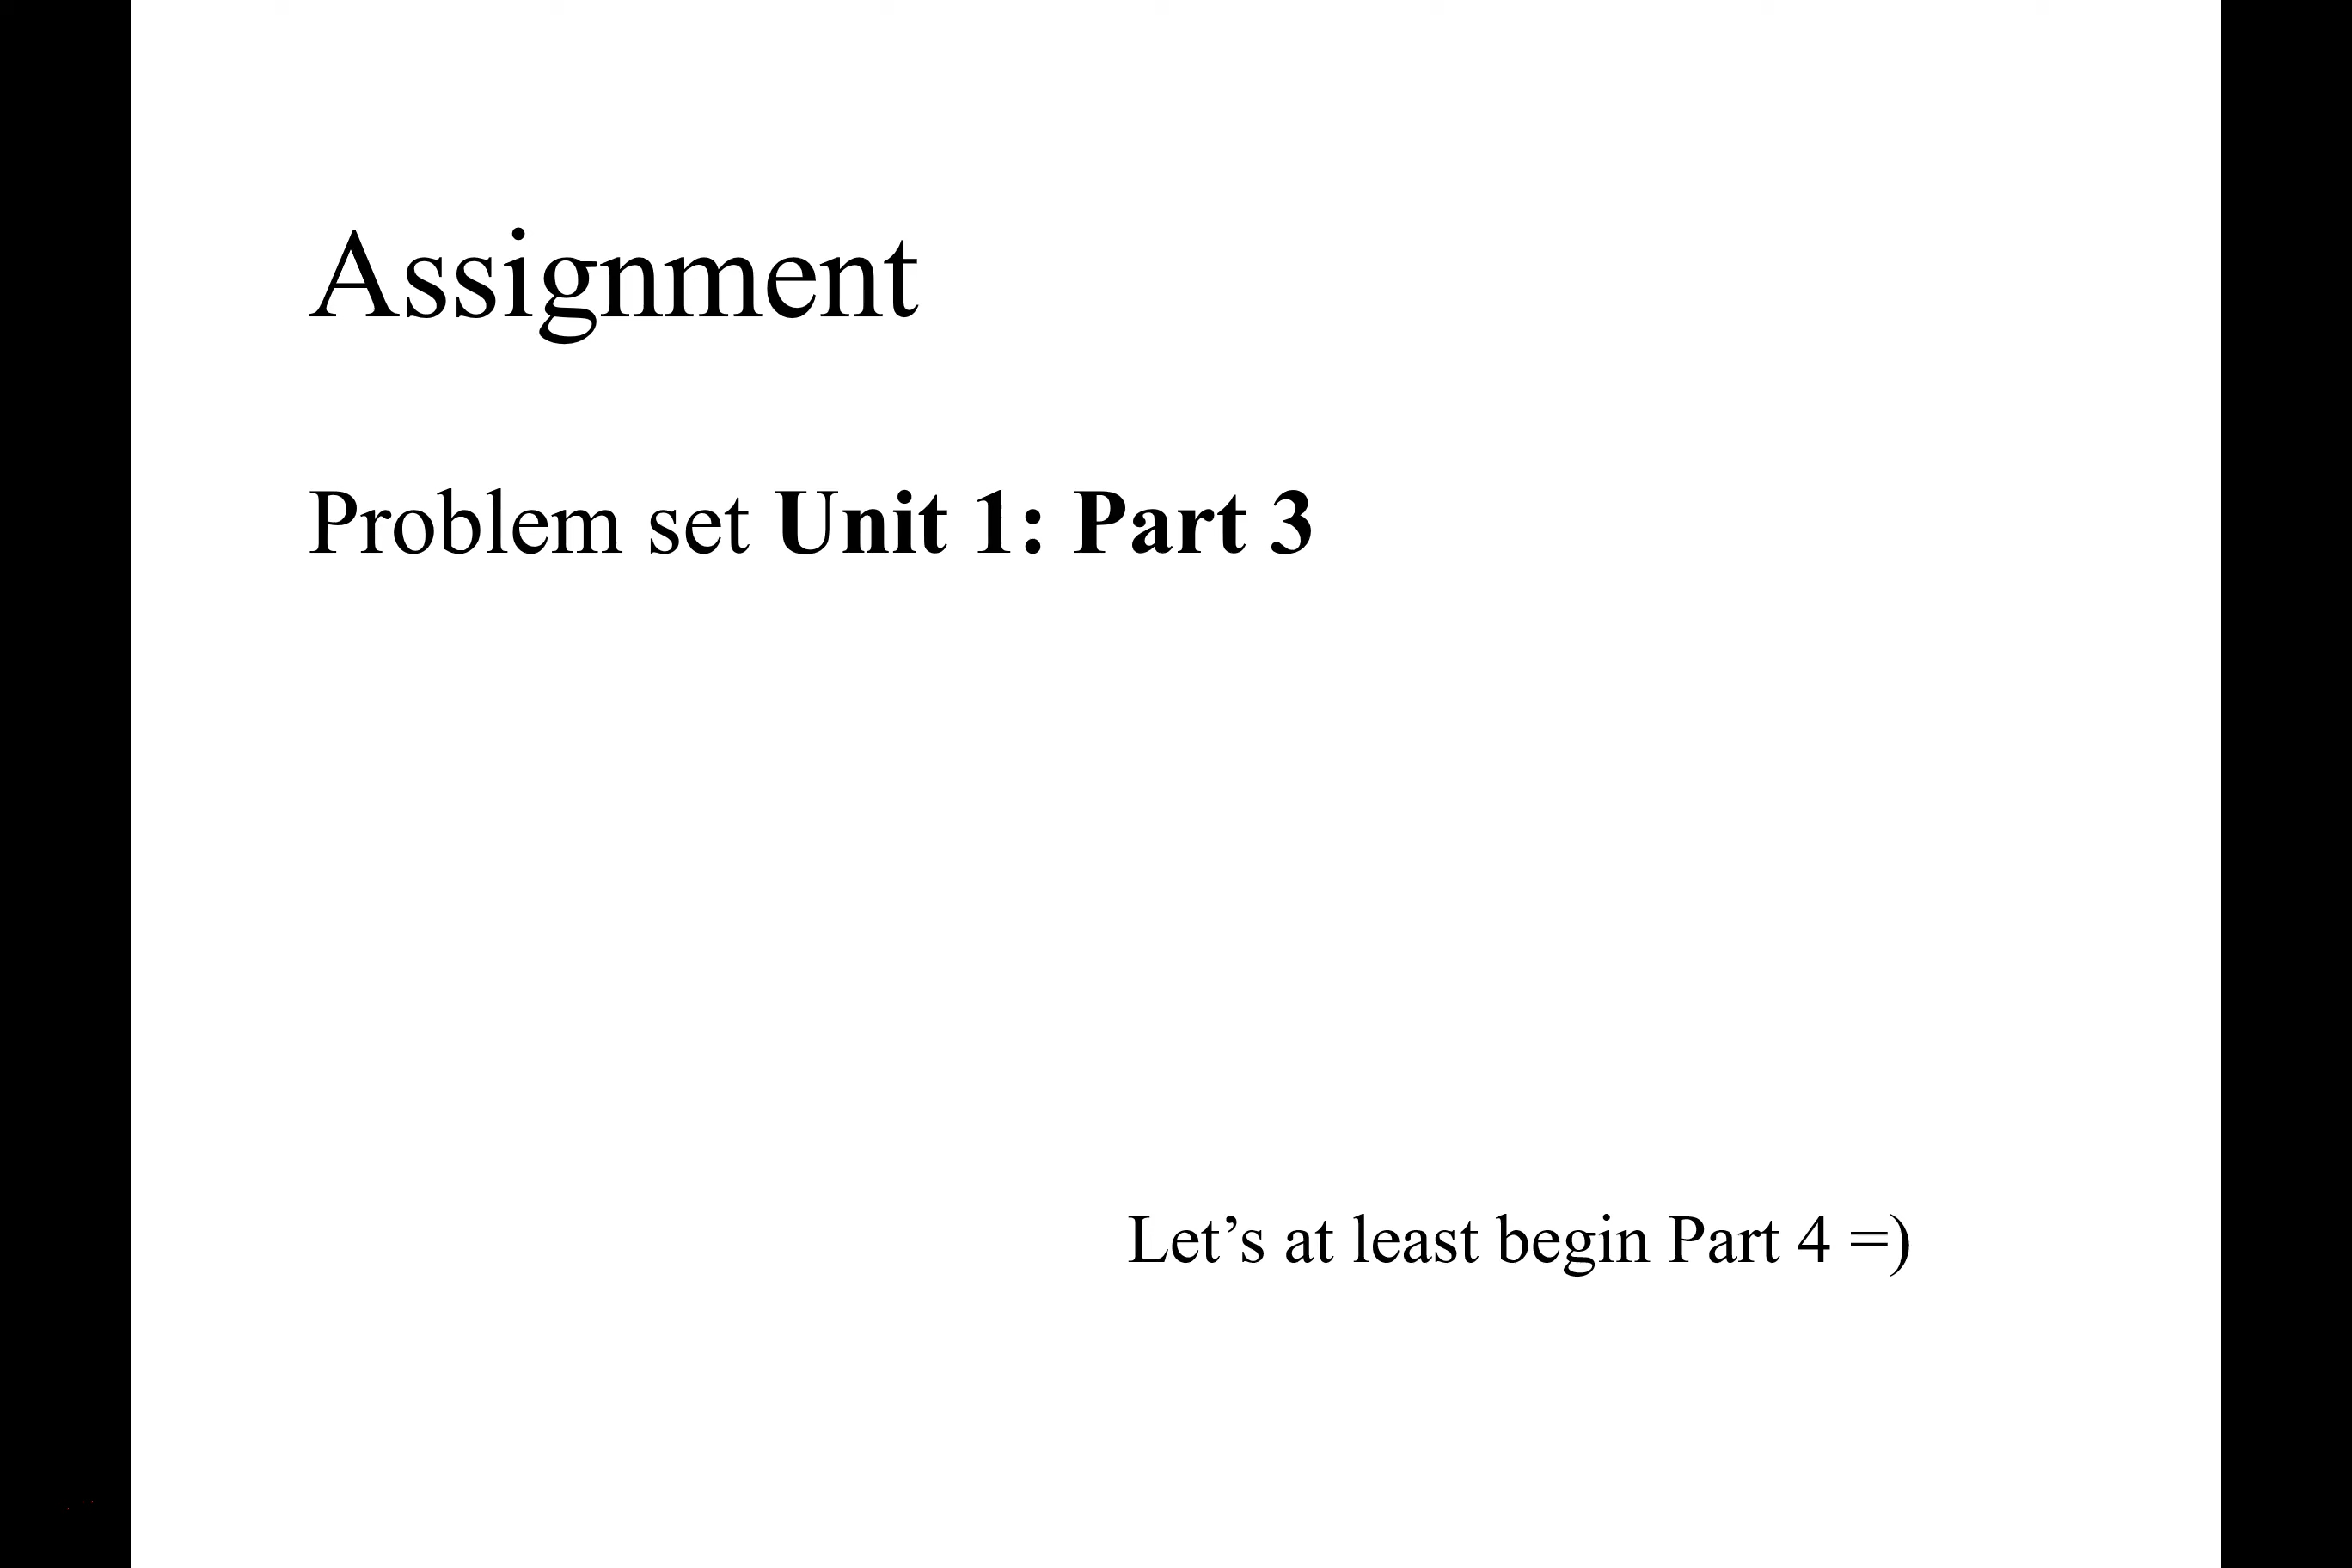 Assignment
Problem set Unit 1: Part 3
Let’s at least begin Part 4 =)